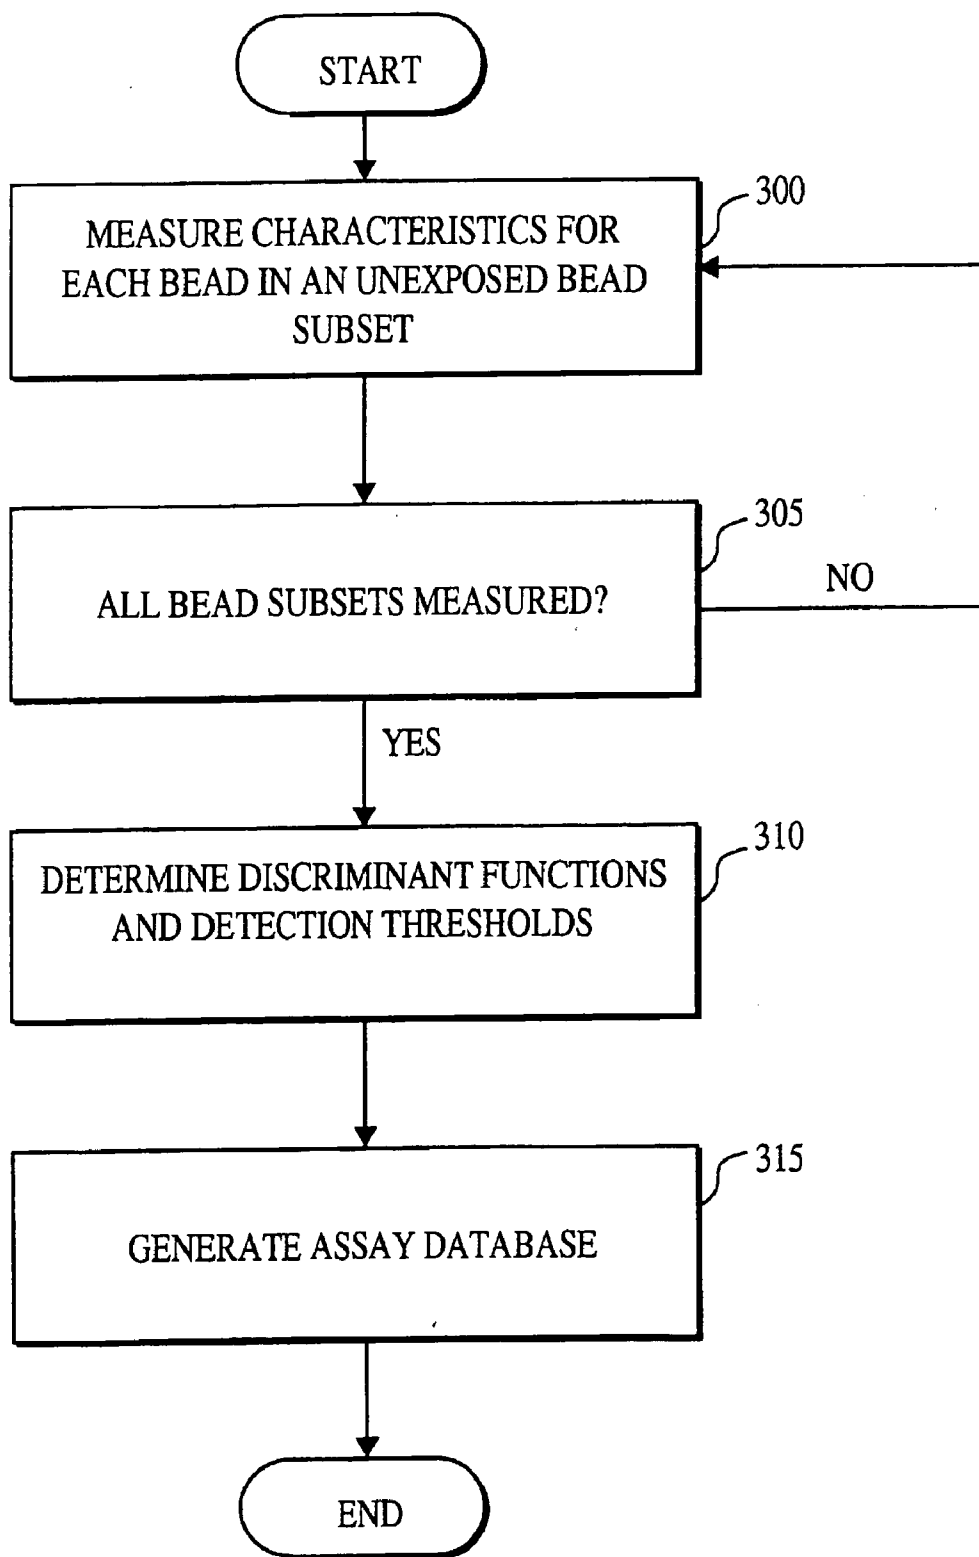 START
300
MEASURE CHARACTERISTICS FOR
EACH BEAD IN AN UNEXPOSED BEAD
SUBSET
305
ALL BEAD SUBSETS MEASURED?
NO
YES
310
DETERMINE DISCRIMINANT FUNCTIONS
AND DETECTION THRESHOLDS
315
GENERATE ASSAY DATABASE
END